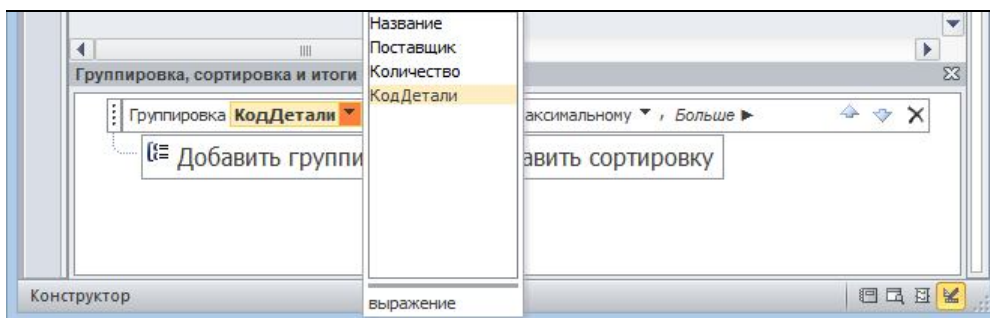 Название
Поставщик
Количество
КодДетали
Группировка, сортировка и итоги
Группировка КодДетали аксимальному , Больше
Добавить группи авить сортировку
выражение
Конструктор